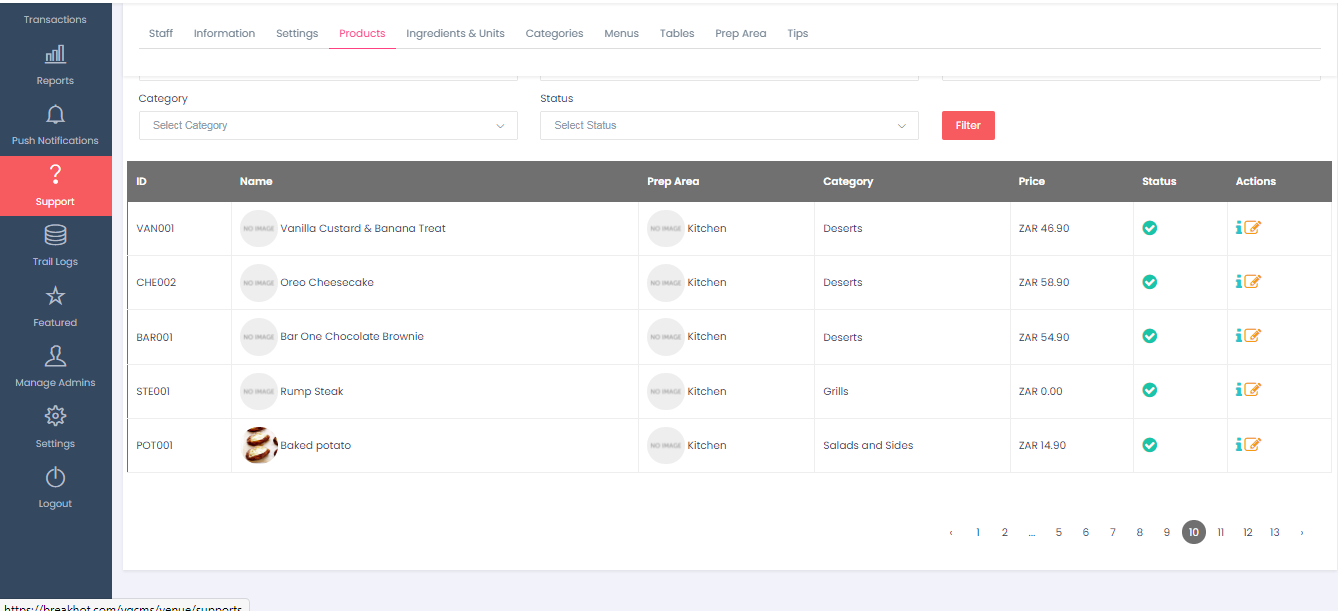 Transactions
Reports
Push Notifications
Support
Trail Logs
Featured
Manage Admins
Settings
Logout
Staff Information Settings Products Ingredients & Units Categories Menus Tables Prep Area Tips
Category Status
Select Category Select Status Filter
ID Name Prep Area Category Price Status Actions
VAN001 NO IMAGE Vanilla Custard & Banana Treat NO IMAGE Kitchen Deserts ZAR 46.90
CHE002 NO IMAGE Oreo Cheesecake NO IMAGE Kitchen Deserts ZAR 58.90
BAR001 NO IMAGE Bar One Chocolate Brownie NO IMAGE Kitchen Deserts ZAR 54.90
STE001 NO IMAGE Rump Steak NO IMAGE Kitchen Grills ZAR 0.00
POT001 Baked potato NO IMAGE Kitchen Salads and Sides ZAR 14.90
‹ 1 2 ... 5 6 7 8 9 10 11 12 13 ›
https://breakhot.com/vgcms/venue/supports